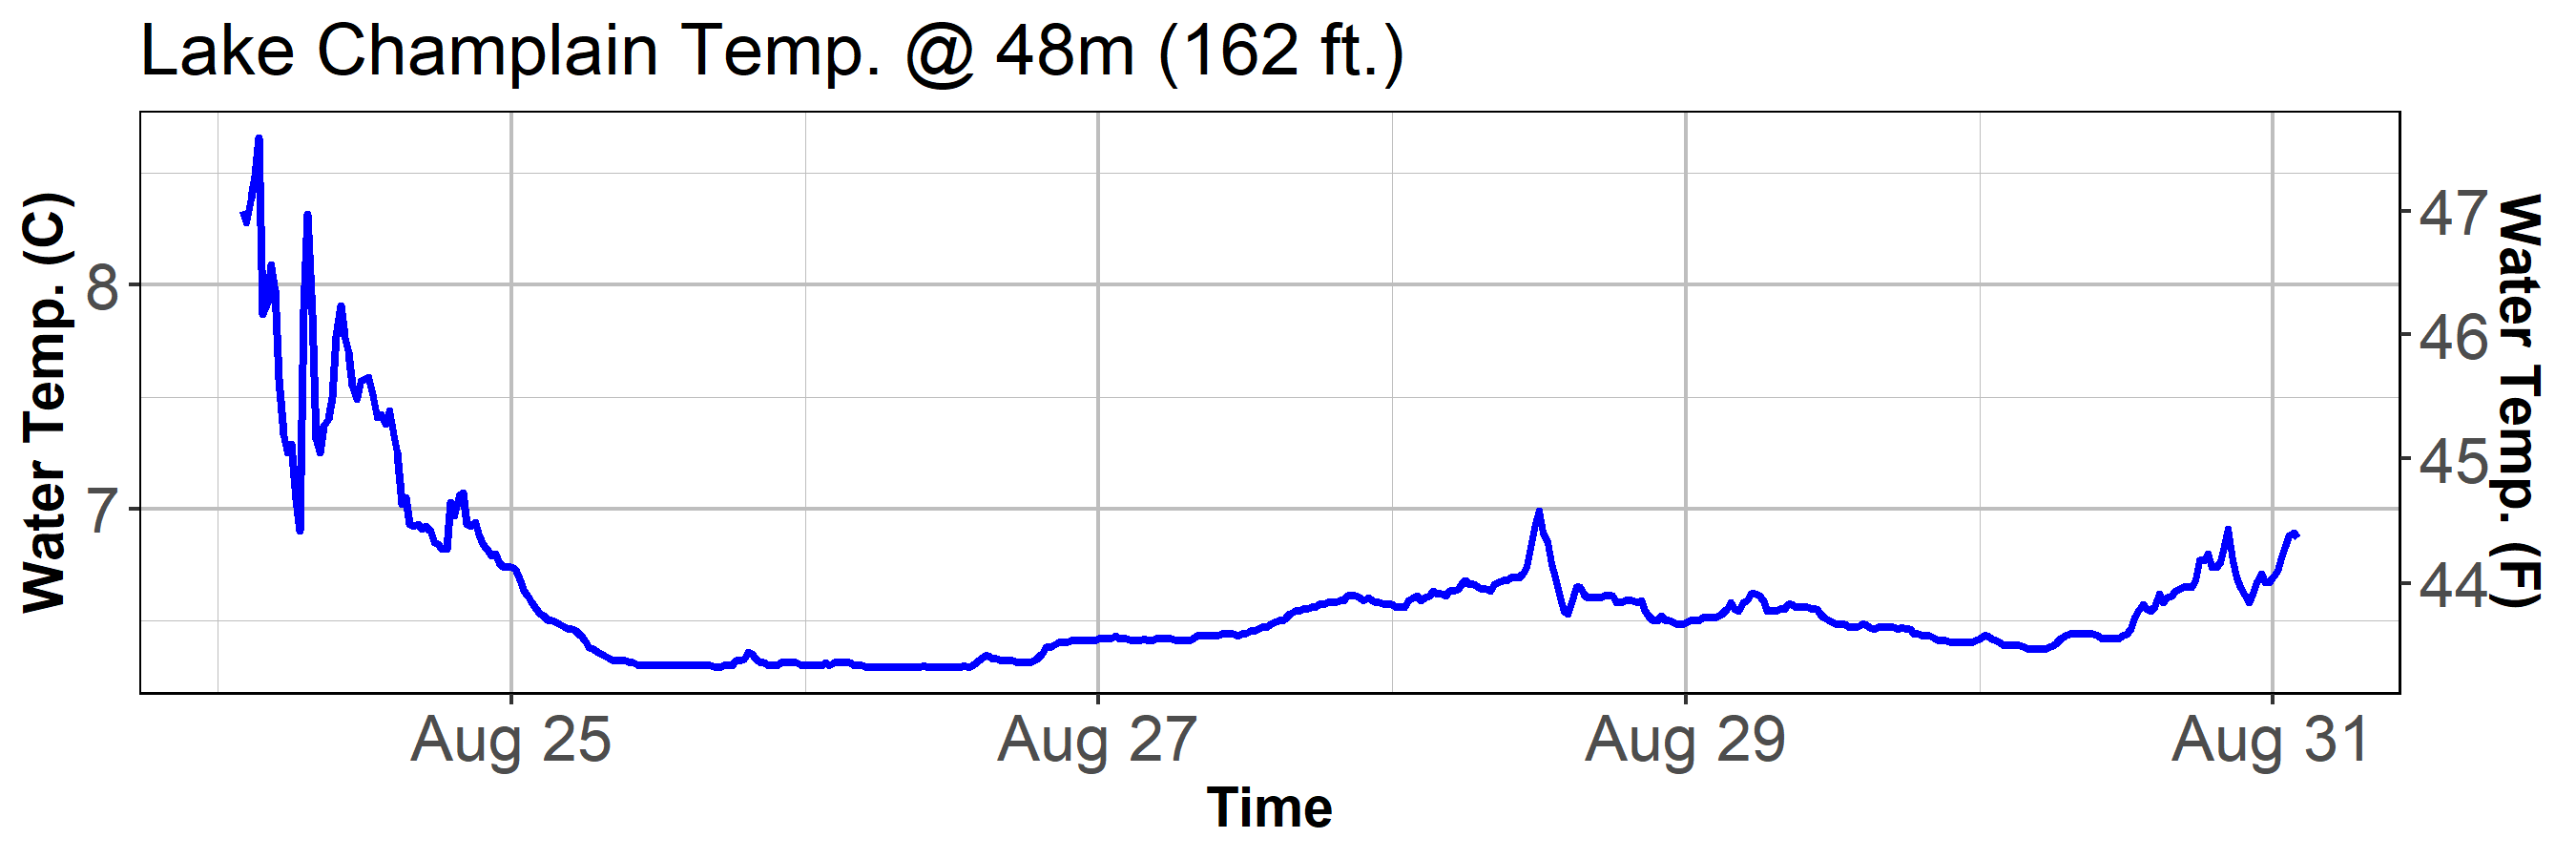 Lake Champlain Temp. @ 48m (162 ft.)
Water Temp. (C)
8
7
47
46
45
44
Water Temp. (F)
Aug 25
Aug 27
Aug 29
Aug 31
Time